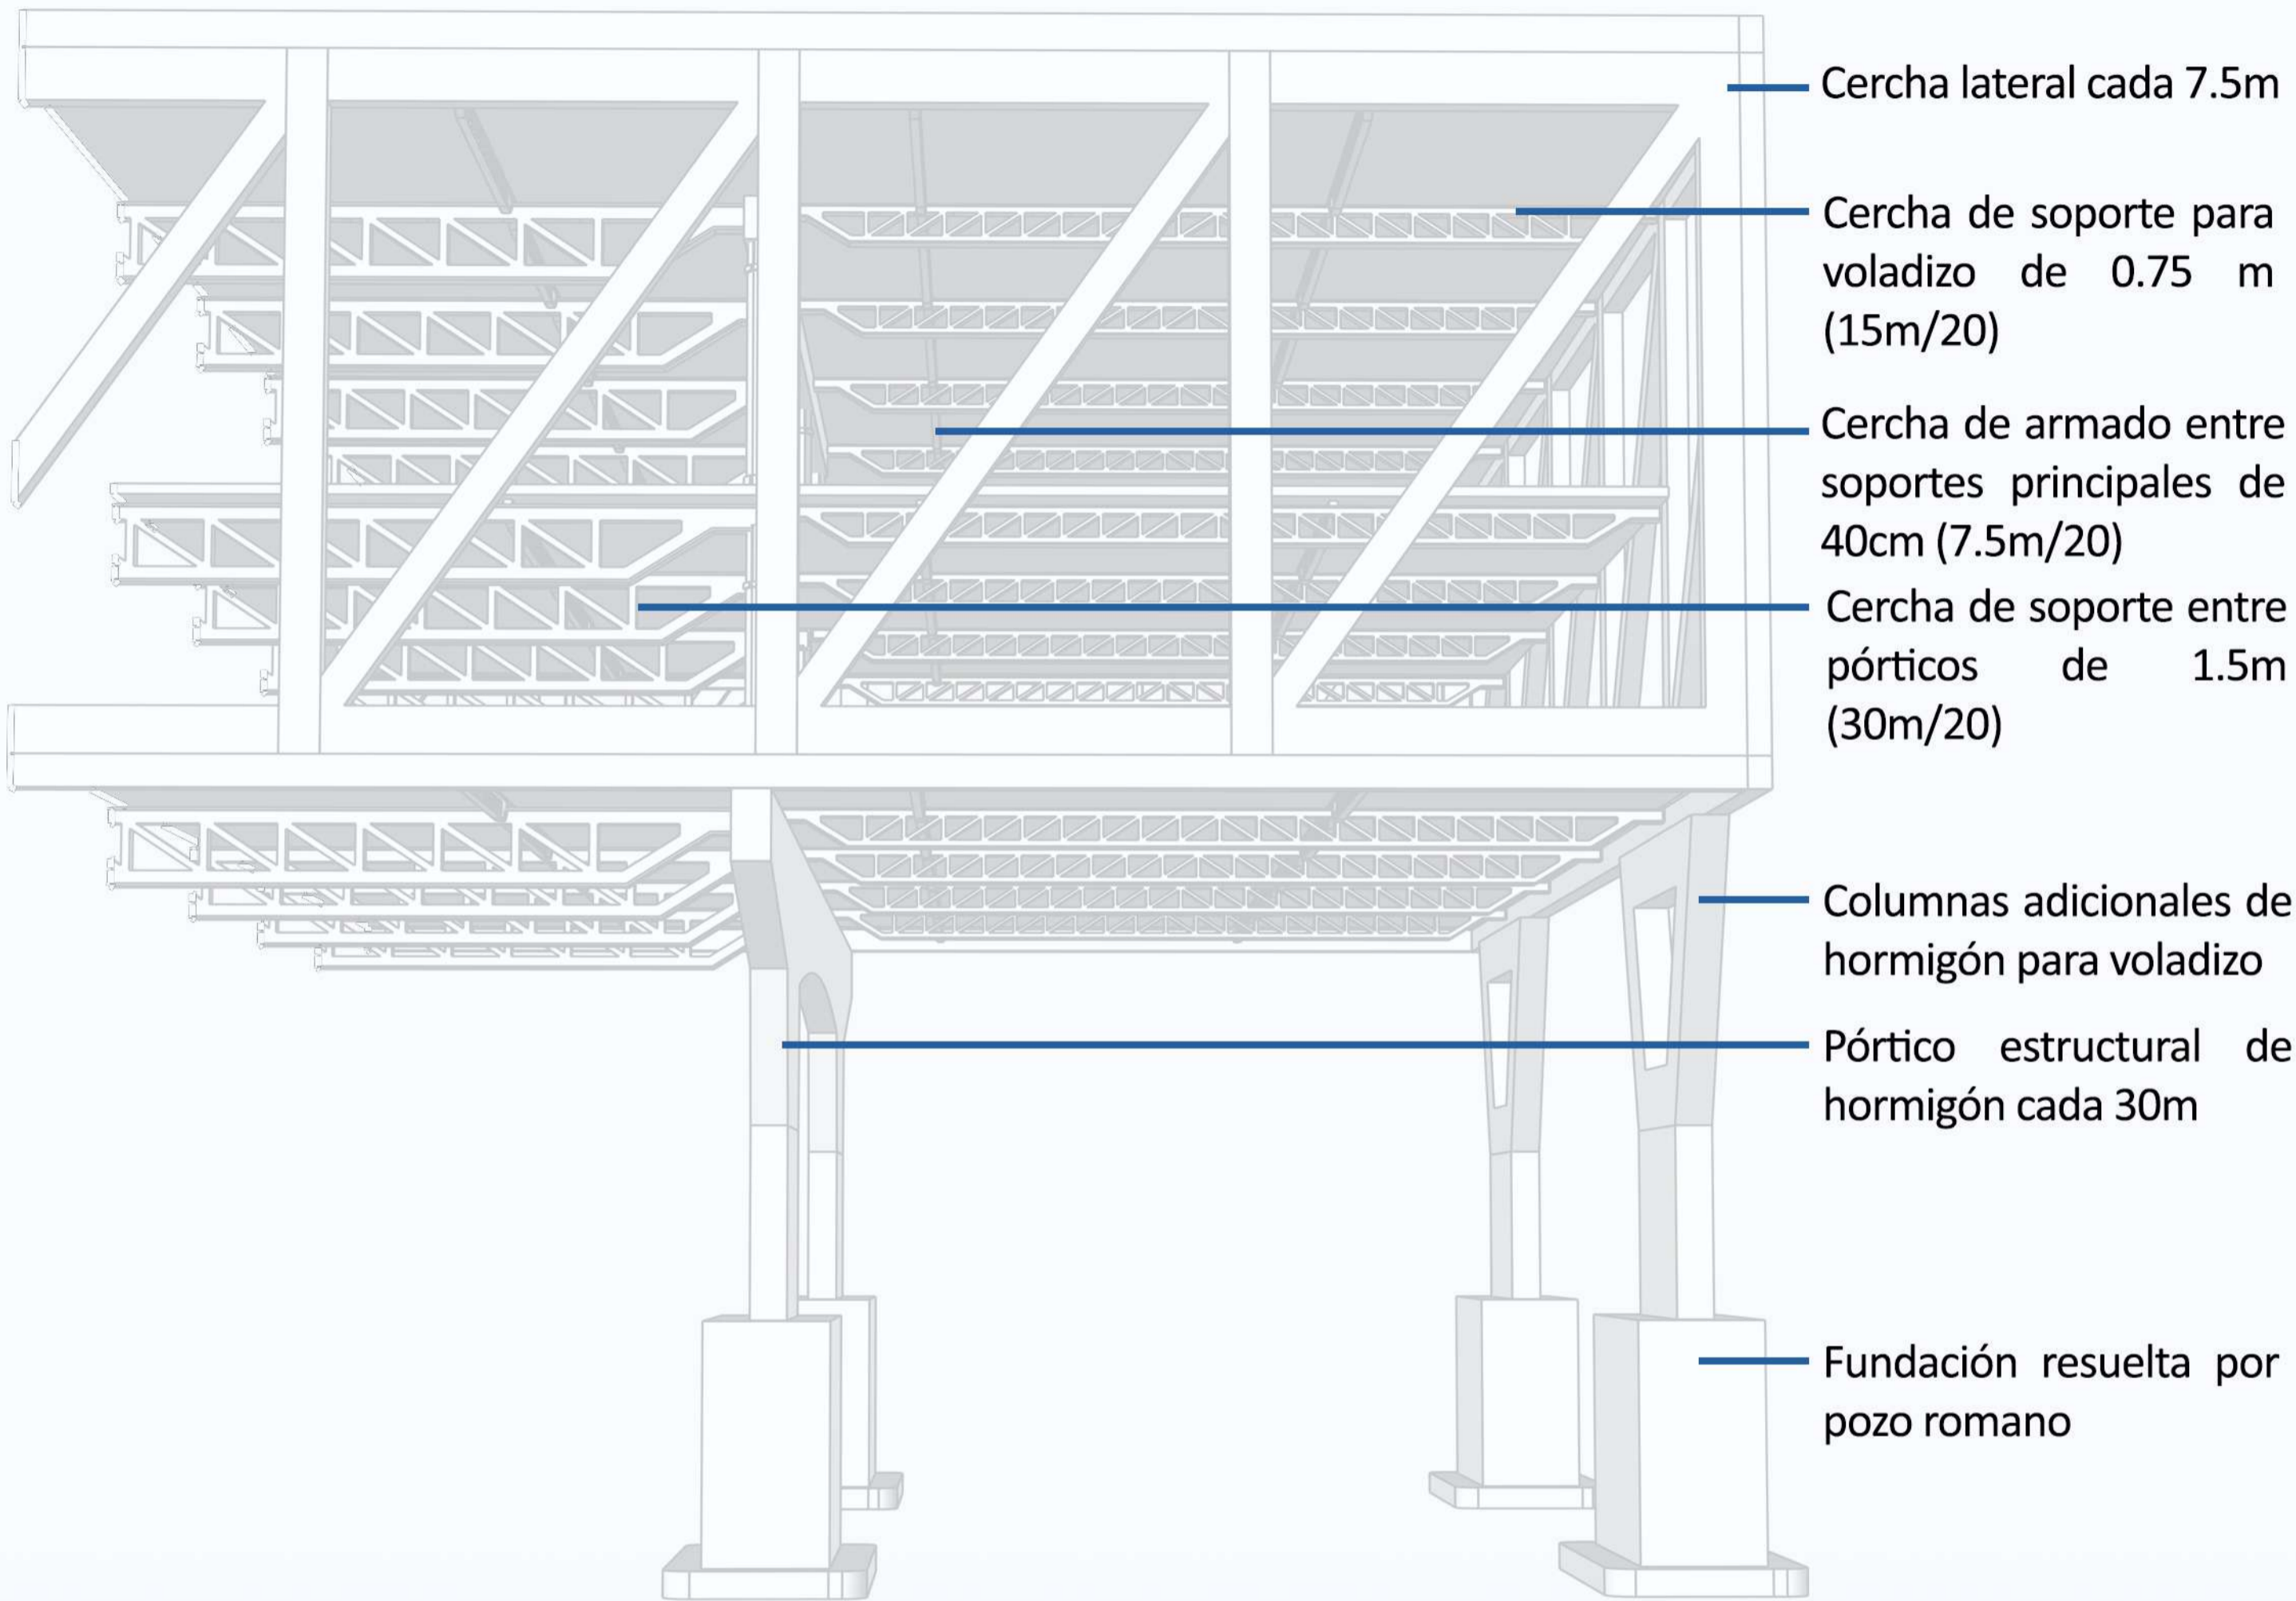 Cercha lateral cada 7.5m
Cercha de soporte para
voladizo de 0.75 m
(15m/20)
Cercha de armado entre
soportes principales de
40cm (7.5m/20)
Cercha de soporte entre
pórticos de 1.5m
(30m/20)
Columnas adicionales de
hormigón para voladizo
Pórtico estructural de
hormigón cada 30m
Fundación resuelta por
pozo romano